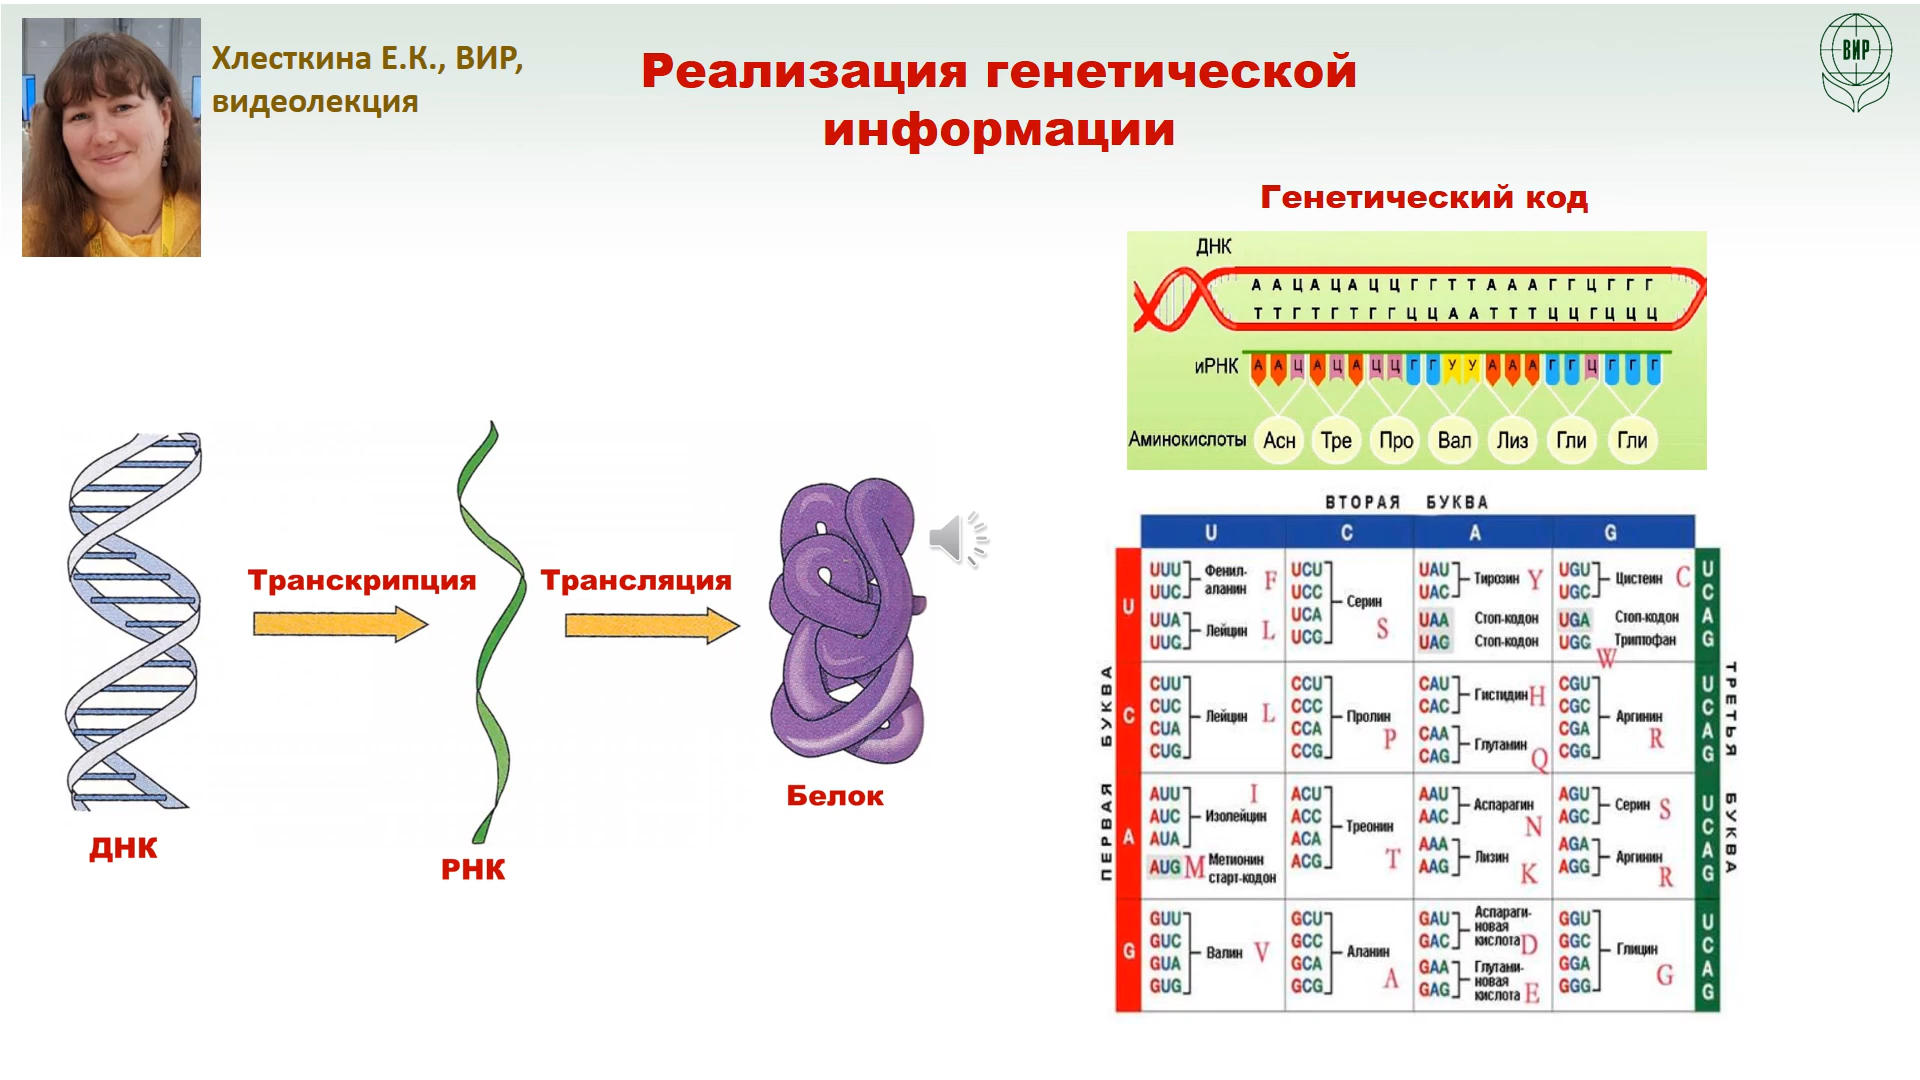 Хлесткина Е.К., ВИР,
видеолекция
Реализация генетической
информации
ВИР
Генетический код
ДНК
А А Ц А Ц А Ц Ц Г Г Т Т А А А Г Г Ц Г Г Г
Т Т Г Т Г Т Г Г Ц Ц А А Т Т Т Ц Ц Г Ц Ц Ц
иРНК А А Ц А Ц А Ц Ц Г Г У У А А А Г Г Ц Г Г Г
Аминокислоты Асн Тре Про Вал Лиз Гли Гли
Транскрипция
Трансляция
ДНК
РНК
Белок
ВТОРАЯ БУКВА
U C A G
ПЕРВАЯ БУКВА
ТРЕТЬЯ БУКВА
U
UUU
UUC
Фенил-
аланин F
UUA
UUG
Лейцин L
UCU
UCC
UCA
UCG
Серин S
UAU
UAC
Тирозин Y
UAA Стоп-кодон
UAG Стоп-кодон
UGU
UGC
Цистеин C
UGA Стоп-кодон
UGG Триптофан W
U
C
A
G
C
CUU
CUC
CUA
CUG
Лейцин L
CCU
CCC
CCA
CCG
Пролин P
CAU
CAC
Гистидин H
CAA
CAG
Глутамин Q
CGU
CGC
CGA
CGG
Аргинин R
U
C
A
G
A
AUU
AUC
AUA
Изолейцин I
AUG M Метионин
старт-кодон
ACU
ACC
ACA
ACG
Треонин T
AAU
AAC
Аспарагин N
AAA
AAG
Лизин K
AGU
AGC
Серин S
AGA
AGG
Аргинин R
U
C
A
G
G
GUU
GUC
GUA
GUG
Валин V
GCU
GCC
GCA
GCG
Аланин A
GAU
GAC
Аспараги-
новая
кислота D
GAA
GAG
Глутами-
новая
кислота E
GGU
GGC
GGA
GGG
Глицин G
U
C
A
G